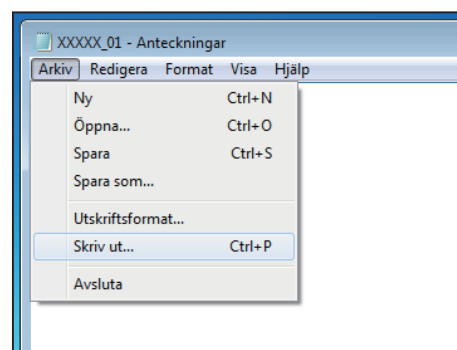 XXXXX_01 - Anteckningar
Arkiv Redigera Format Visa Hjälp
Ny Ctrl+N
Öppna... Ctrl+O
Spara Ctrl+S
Spara som...
Utskriftsformat...
Skriv ut... Ctrl+P
Avsluta